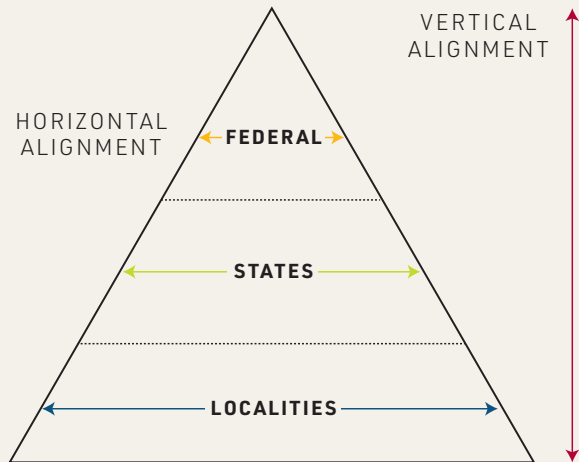 VERTICAL
ALIGNMENT
HORIZONTAL
ALIGNMENT
FEDERAL
STATES
LOCALITIES